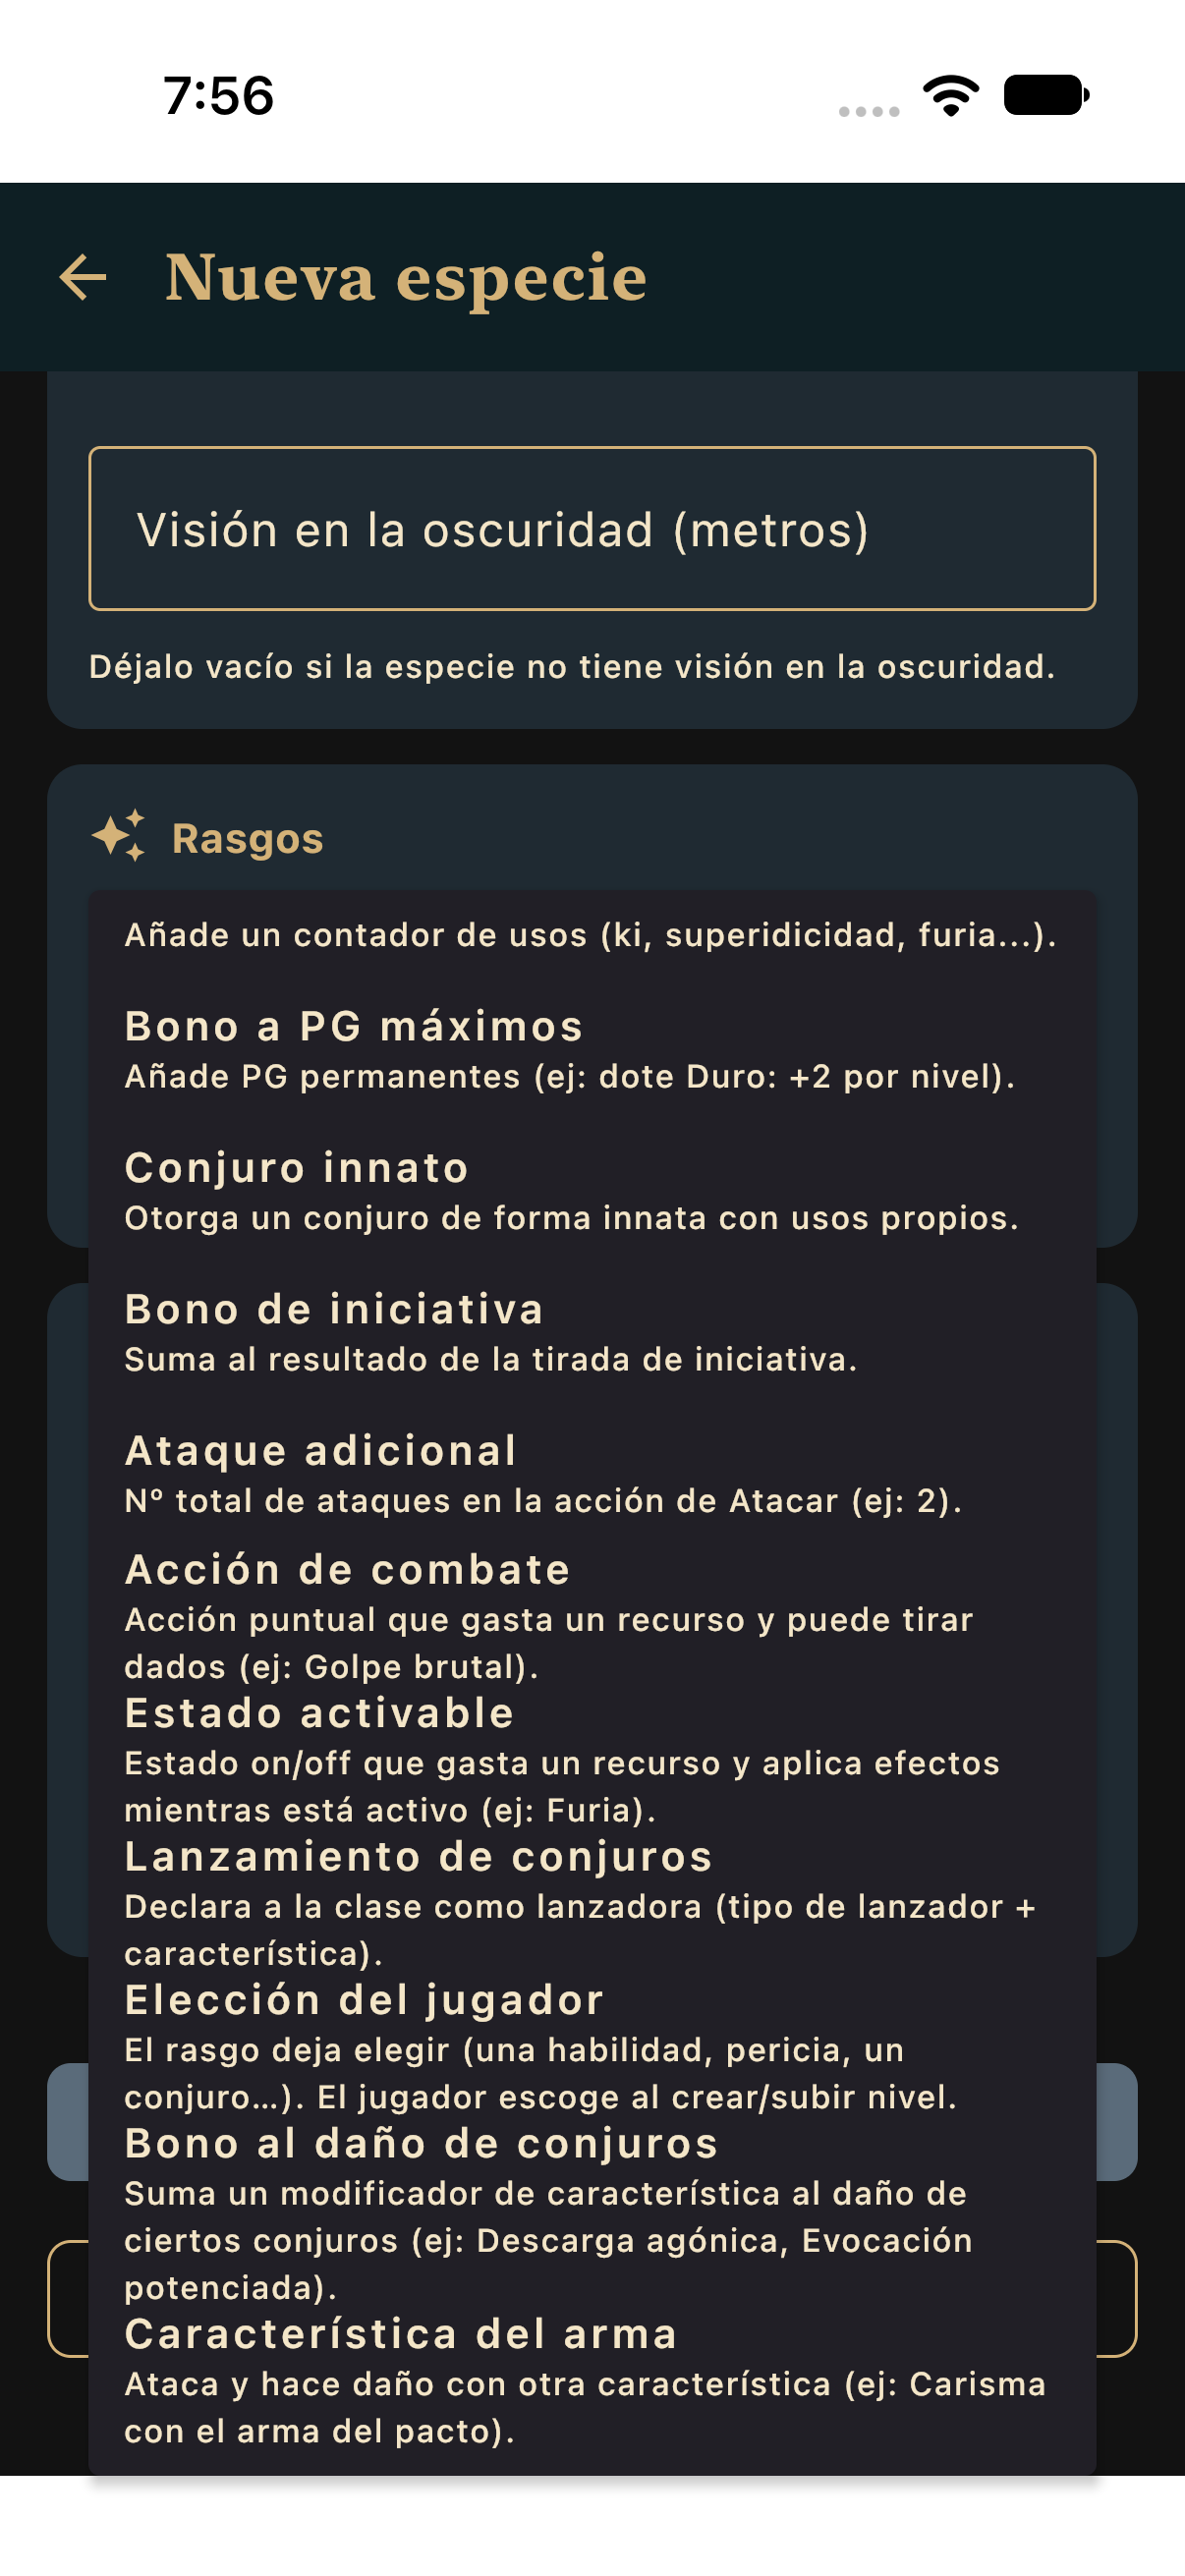 7:56
Nueva especie
Visión en la oscuridad (metros)
Déjalo vacío si la especie no tiene visión en la oscuridad.
Rasgos
Añade un contador de usos (ki, superidicidad, furia...).
Bono a PG máximos
Añade PG permanentes (ej: dote Duro: +2 por nivel).
Conjuro innato
Otorga un conjuro de forma innata con usos propios.
Bono de iniciativa
Suma al resultado de la tirada de iniciativa.
Ataque adicional
Nº total de ataques en la acción de Atacar (ej: 2).
Acción de combate
Acción puntual que gasta un recurso y puede tirar
dados (ej: Golpe brutal).
Estado activable
Estado on/off que gasta un recurso y aplica efectos
mientras está activo (ej: Furia).
Lanzamiento de conjuros
Declara a la clase como lanzadora (tipo de lanzador +
característica).
Elección del jugador
El rasgo deja elegir (una habilidad, pericia, un
conjuro…). El jugador escoge al crear/subir nivel.
Bono al daño de conjuros
Suma un modificador de característica al daño de
ciertos conjuros (ej: Descarga agónica, Evocación
potenciada).
Característica del arma
Ataca y hace daño con otra característica (ej: Carisma
con el arma del pacto).